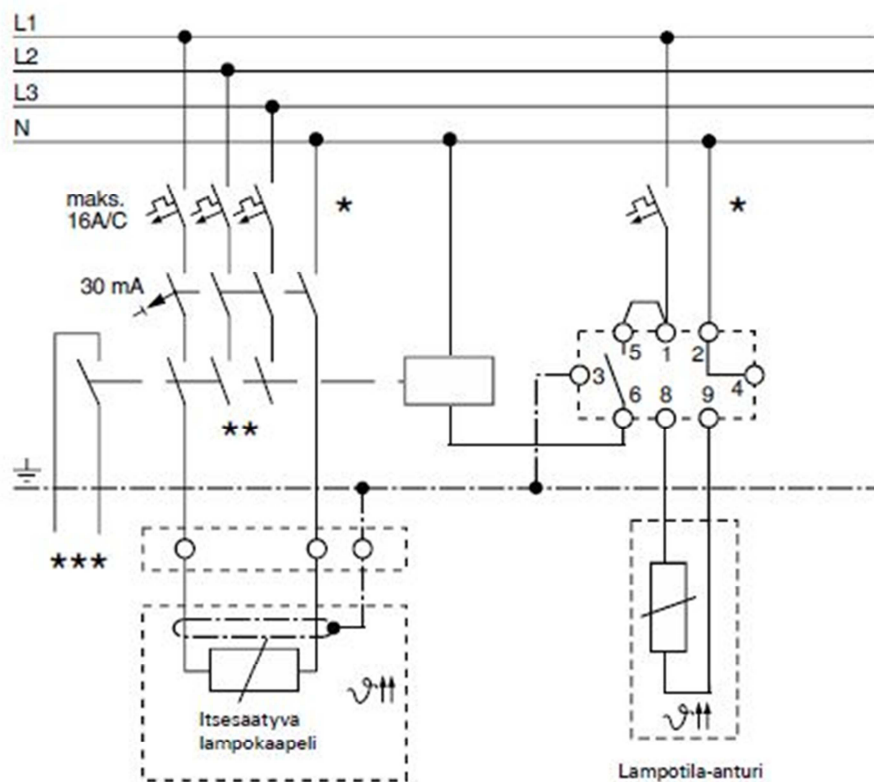 L1
L2
L3
N
maks.
16A/C
*
*
30 mA
5 1 2
3
4
6 8 9
**
***
ϑ
Itsesaatyva
lampokaapeli
ϑ
Lampotila-anturi